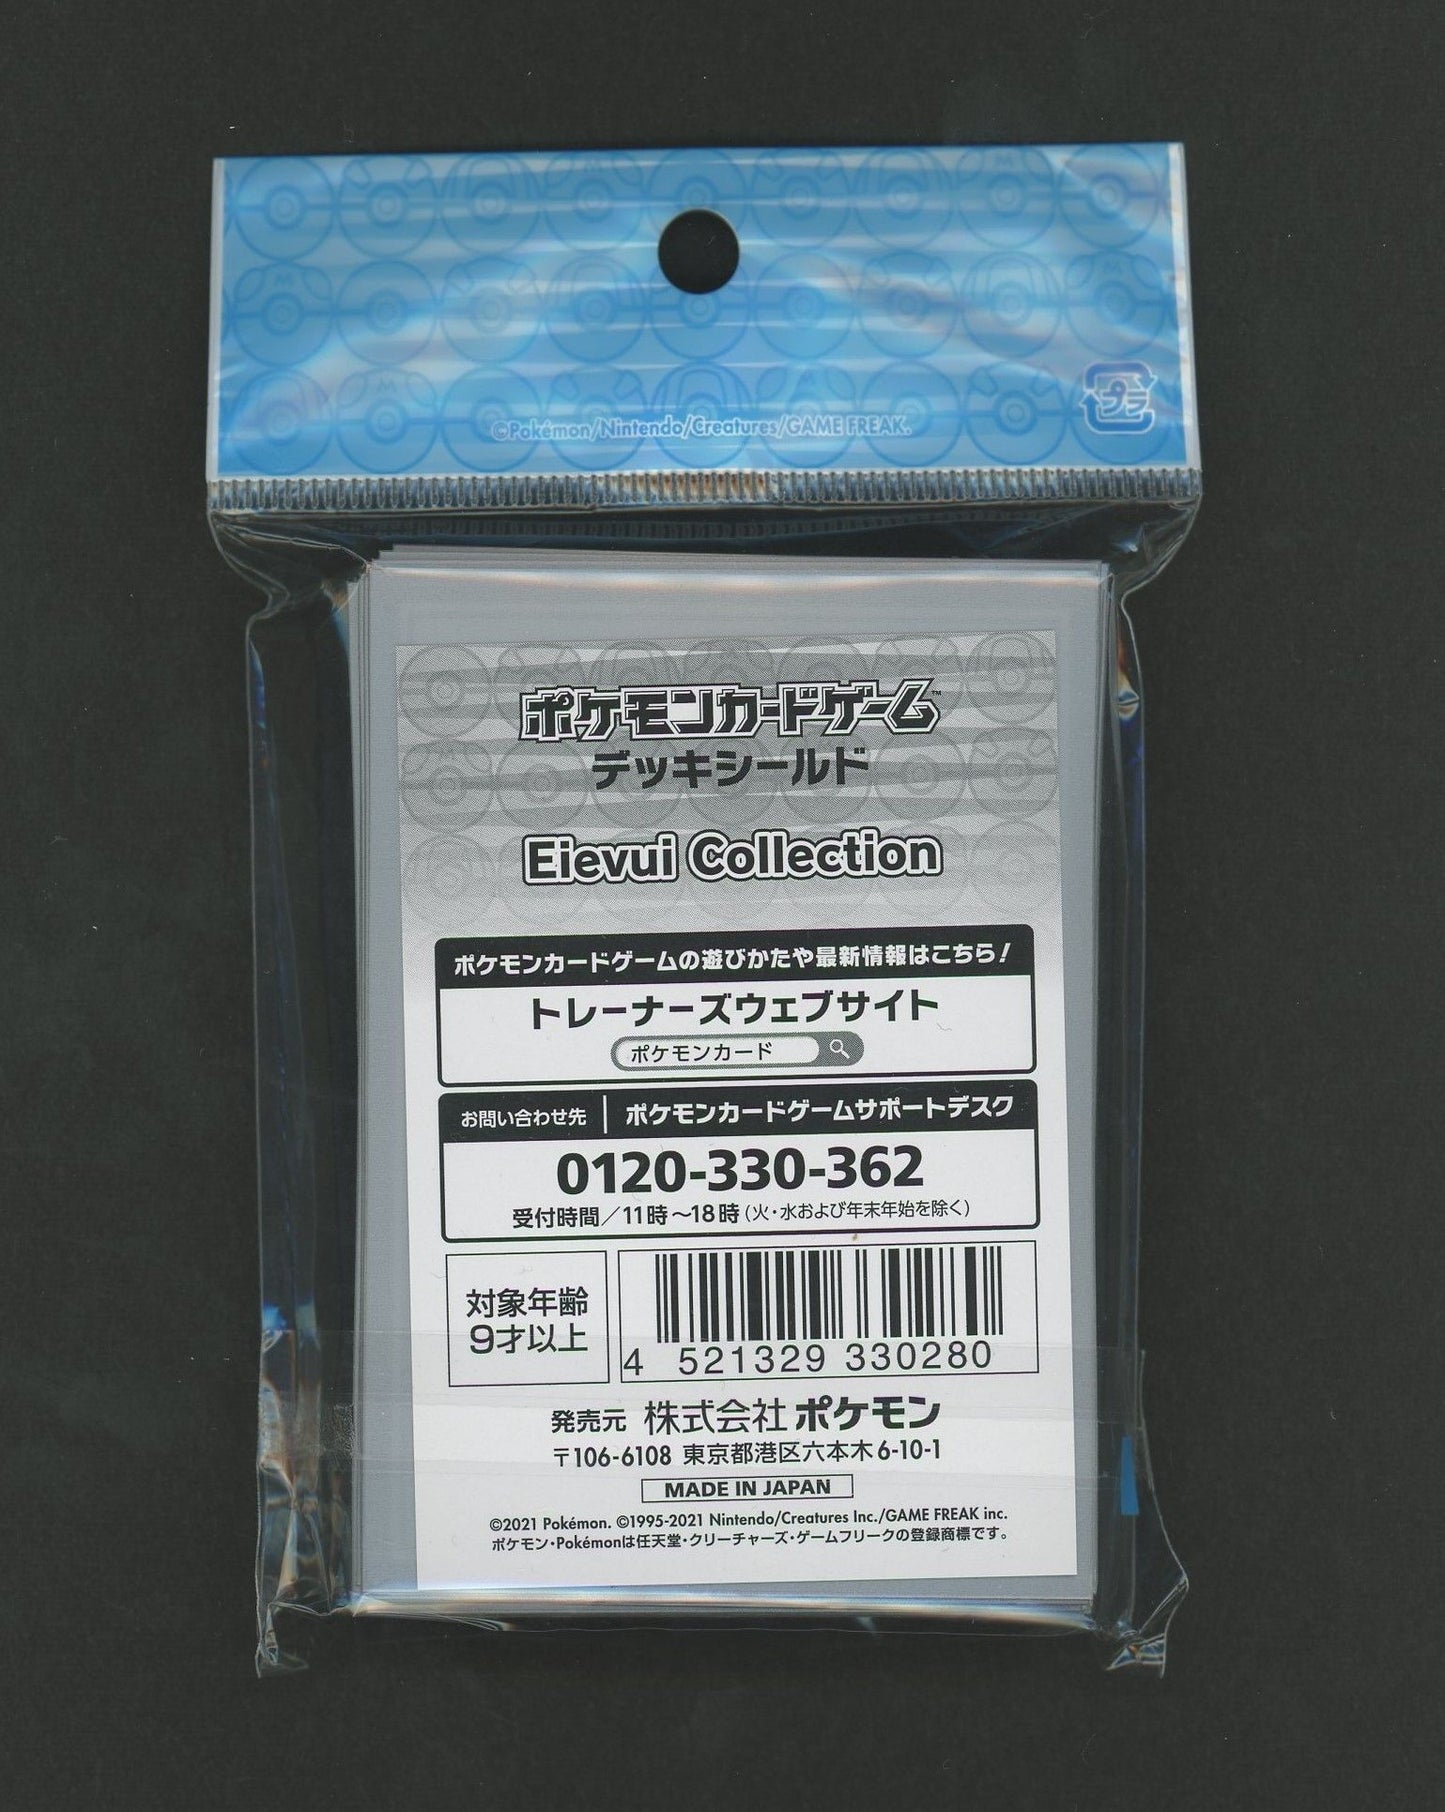 プラ
©Pokémon/Nintendo/Creatures/GAME FREAK.
ポケモンカードゲーム™
デッキシールド
Eievui Collection
ポケモンカードゲームの遊びかたや最新情報はこちら!
トレーナーズウェブサイト
ポケモンカード
お問い合わせ先 ポケモンカードゲームサポートデスク
0120-330-362
受付時間/11時～18時(火・水および年末年始を除く)
対象年齢
9才以上
4 521329 330280
発売元 株式会社ポケモン
〒106-6108 東京都港区六本木6-10-1
MADE IN JAPAN
©2021 Pokémon. ©1995-2021 Nintendo/Creatures Inc./GAME FREAK inc.
ポケモン・Pokémonは任天堂・クリーチャーズ・ゲームフリークの登録商標です。